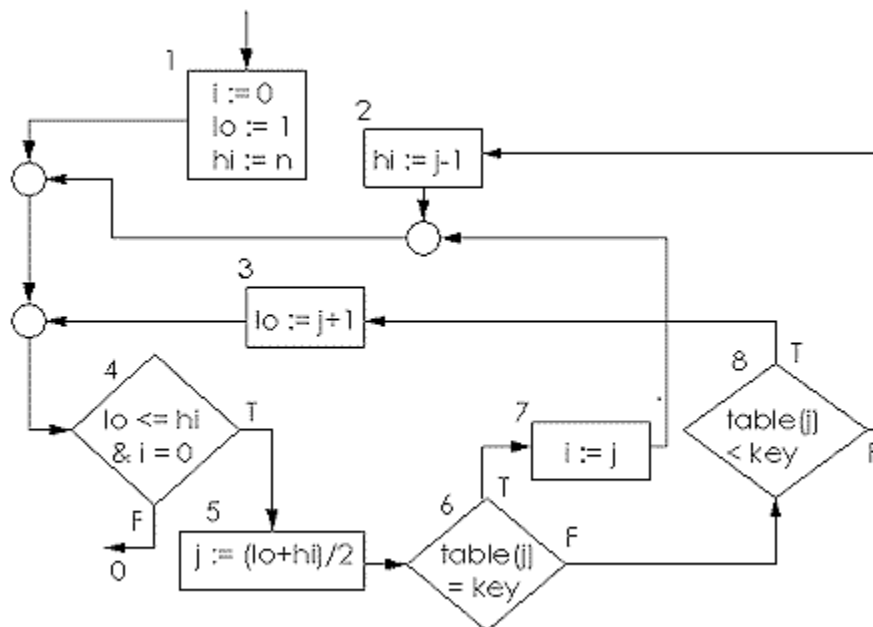 1
i := 0
lo := 1
hi := n
2
hi := j-1
3
lo := j+1
4
lo <= hi
& i = 0
T
F
0
5
j := (lo+hi)/2
6
table(j)
= key
T
F
7
i := j
8
table(j)
< key
T
F